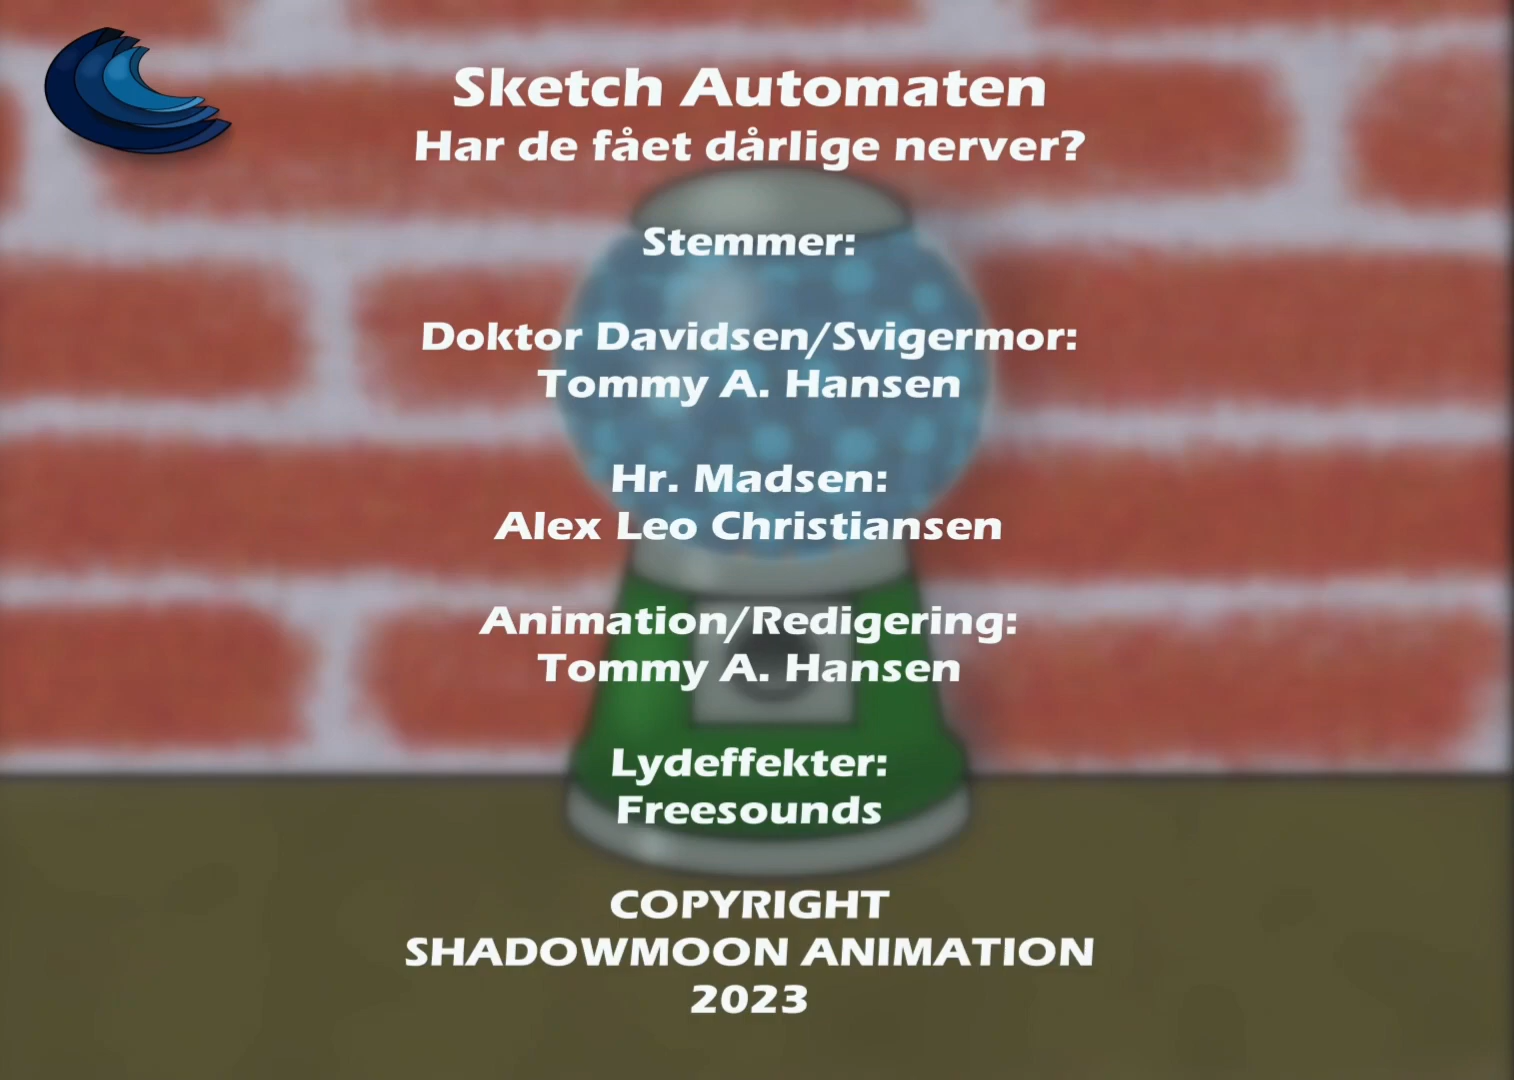 Sketch Automaten
Har de fået dårlige nerver?
Stemmer:
Doktor Davidsen/Svigermor:
Tommy A. Hansen
Hr. Madsen:
Alex Leo Christiansen
Animation/Redigering:
Tommy A. Hansen
Lydeffekter:
Freesounds
COPYRIGHT
SHADOWMOON ANIMATION
2023